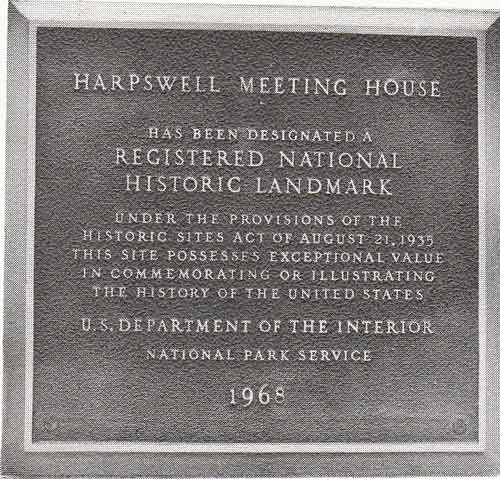 HARPSWELL MEETING HOUSE
HAS BEEN DESIGNATED A
REGISTERED NATIONAL
HISTORIC LANDMARK
UNDER THE PROVISIONS OF THE
HISTORIC SITES ACT OF AUGUST 21, 1935
THIS SITE POSSESSES EXCEPTIONAL VALUE
IN COMMEMORATING OR ILLUSTRATING
THE HISTORY OF THE UNITED STATES
U.S. DEPARTMENT OF THE INTERIOR
NATIONAL PARK SERVICE
1968